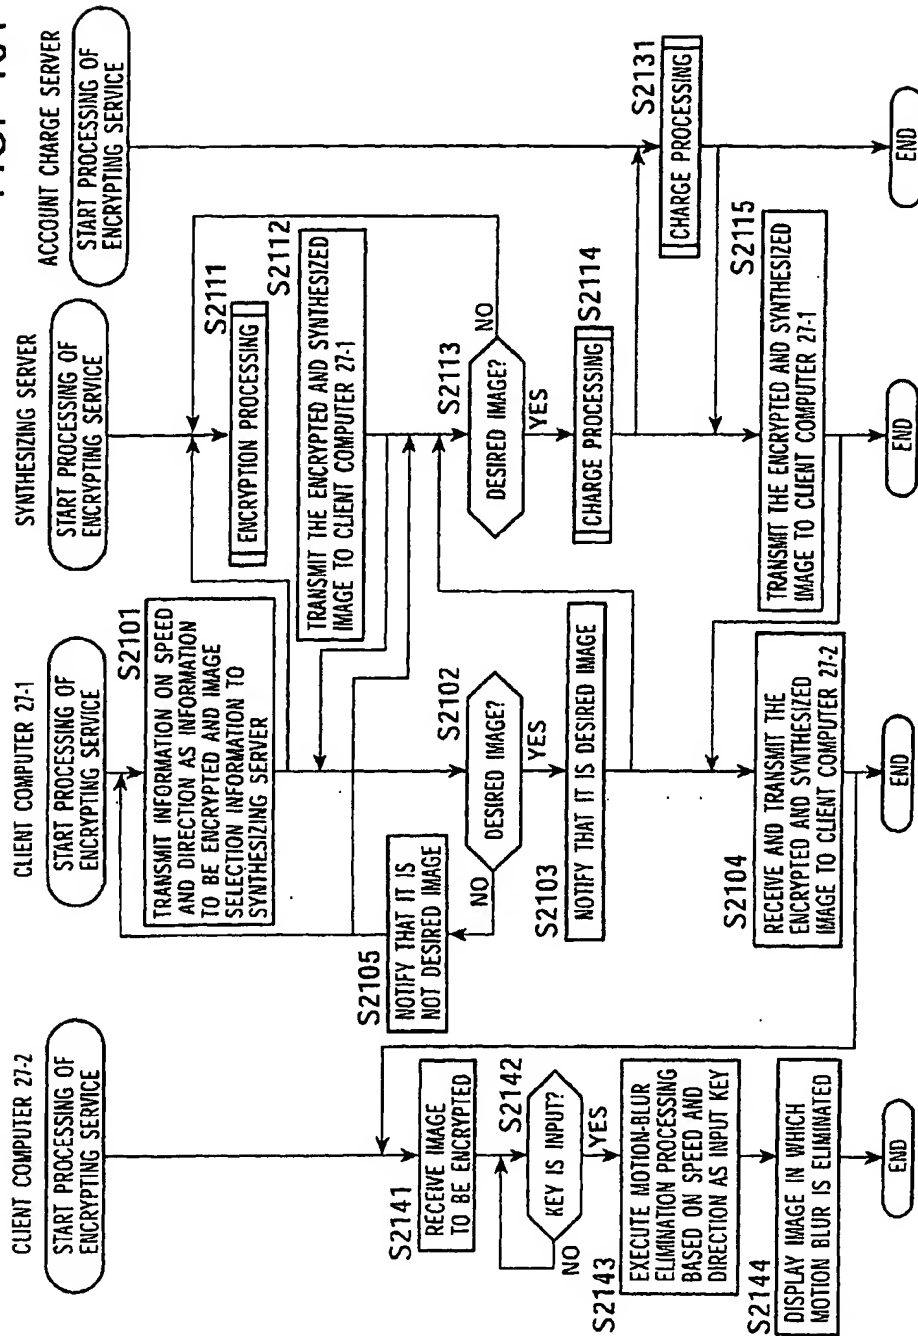 FIG.
CLIENT COMPUTER 27-2
START PROCESSING OF
ENCRYPTING SERVICE
S2141
RECEIVE IMAGE
TO BE ENCRYPTED
S2142
KEY IS INPUT?
NO
YES
S2143
EXECUTE MOTION-BLUR
ELIMINATION PROCESSING
BASED ON SPEED AND
DIRECTION AS INPUT KEY
S2144
DISPLAY IMAGE IN WHICH
MOTION BLUR IS ELIMINATED
END
CLIENT COMPUTER 27-1
START PROCESSING OF
ENCRYPTING SERVICE
S2101
TRANSMIT INFORMATION ON SPEED
AND DIRECTION AS INFORMATION
TO BE ENCRYPTED AND IMAGE
SELECTION INFORMATION TO
SYNTHESIZING SERVER
S2105
NOTIFY THAT IT IS
NOT DESIRED IMAGE
S2102
DESIRED IMAGE?
NO
YES
S2103
NOTIFY THAT IT IS DESIRED IMAGE
S2104
RECEIVE AND TRANSMIT THE
ENCRYPTED AND SYNTHESIZED
IMAGE TO CLIENT COMPUTER 27-2
END
SYNTHESIZING SERVER
START PROCESSING OF
ENCRYPTING SERVICE
S2111
ENCRYPTION PROCESSING
S2112
TRANSMIT THE ENCRYPTED AND SYNTHESIZED
IMAGE TO CLIENT COMPUTER 27-1
S2113
DESIRED IMAGE?
NO
YES
S2114
CHARGE PROCESSING
S2115
TRANSMIT THE ENCRYPTED AND SYNTHESIZED
IMAGE TO CLIENT COMPUTER 27-1
END
ACCOUNT CHARGE SERVER
START PROCESSING OF
ENCRYPTING SERVICE
S2131
CHARGE PROCESSING
END